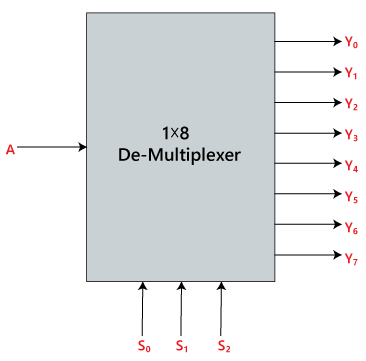 Y₀
Y₁
Y₂
1×8
Y₃
De-Multiplexer
A
Y₄
Y₅
Y₆
Y₇
S₀ S₁ S₂